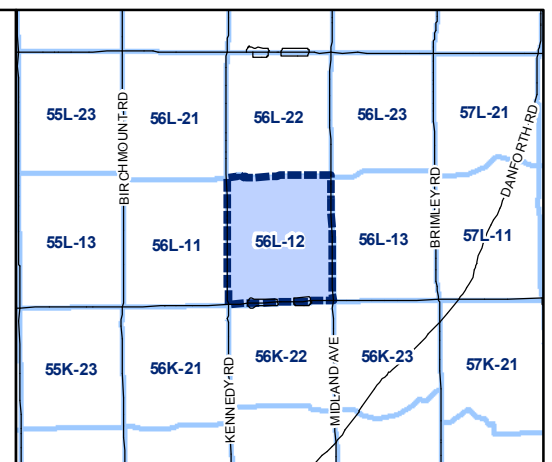 55L-23
BIRCHMOUNT RD
56L-21
56L-22
56L-23
57L-21
DANFORTH RD
55L-13
56L-11
56L-12
56L-13
BRIMLEY RD
57L-11
55K-23
56K-21
KENNEDY RD
56K-22
MIDLAND AVE
56K-23
57K-21